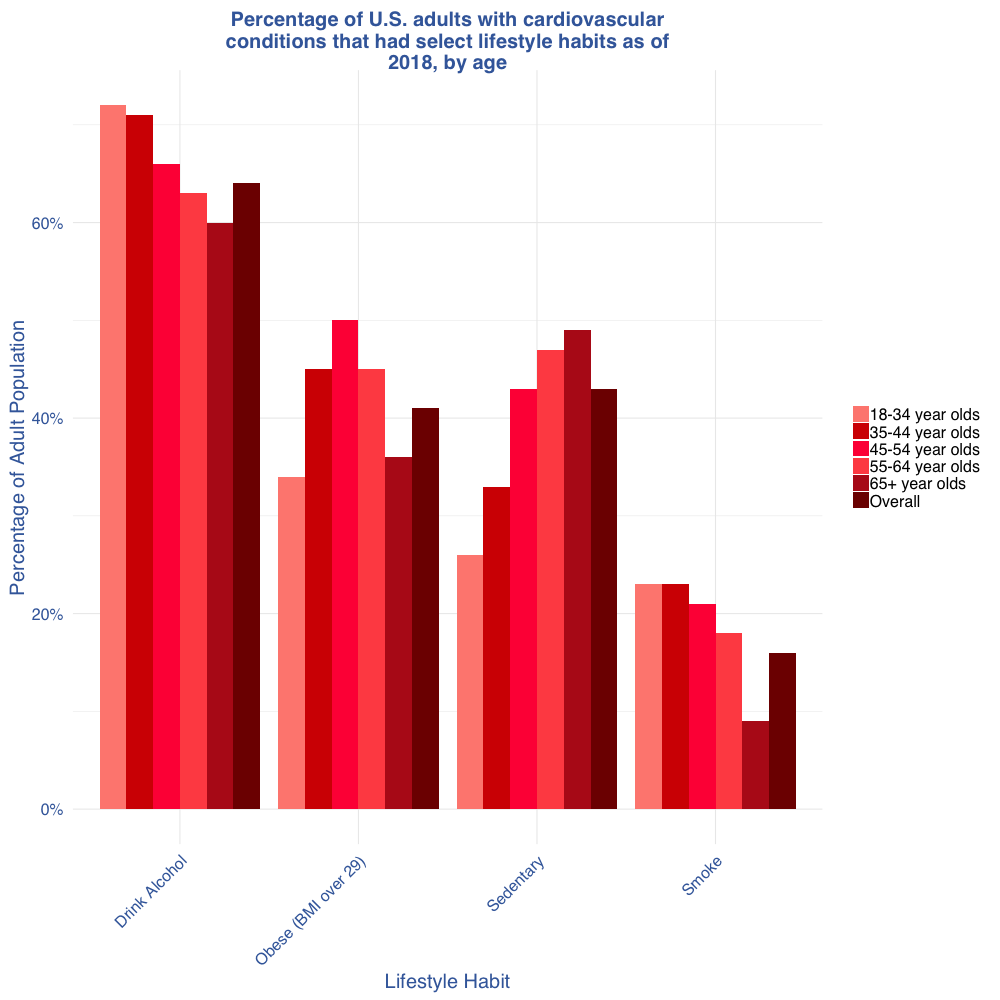 Percentage of U.S. adults with cardiovascular
conditions that had select lifestyle habits as of
2018, by age
Percentage of Adult Population
60%
40%
20%
0%
18-34 year olds
35-44 year olds
45-54 year olds
55-64 year olds
65+ year olds
Overall
Drink Alcohol
Obese (BMI over 29)
Sedentary
Smoke
Lifestyle Habit